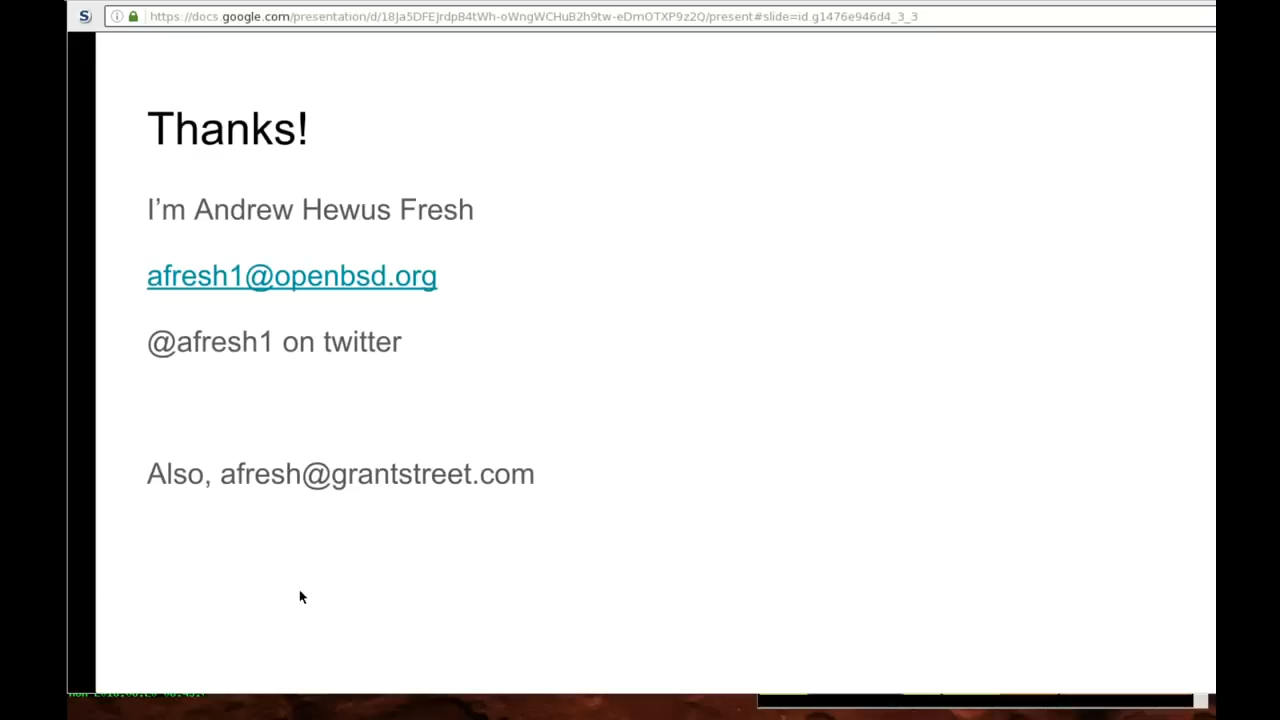 S
https://docs.google.com/presentation/d/18Ja5DFEJrdpB4tWh-oWngWCHuB2h9tw-eDmOTXP9z2Q/present#slide=id.g1476e946d4_3_3
Thanks!
I’m Andrew Hewus Fresh
afresh1@openbsd.org
@afresh1 on twitter
Also, afresh@grantstreet.com